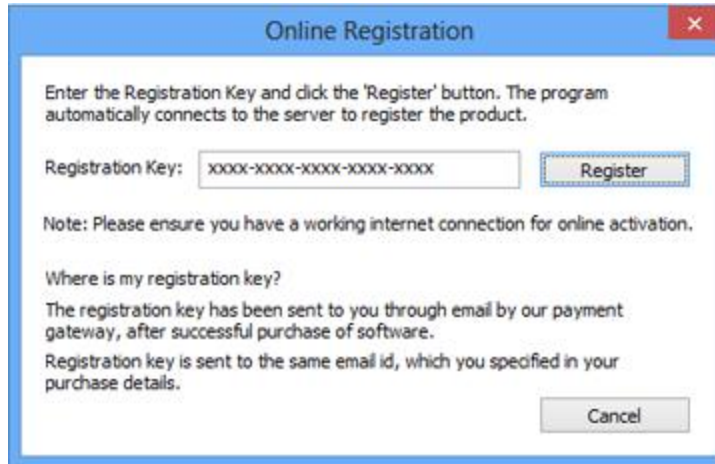 Online Registration
Enter the Registration Key and click the 'Register' button. The program
automatically connects to the server to register the product.
Registration Key: xxxx-xxxx-xxxx-xxxx-xxxx Register
Note: Please ensure you have a working internet connection for online activation.
Where is my registration key?
The registration key has been sent to you through email by our payment
gateway, after successful purchase of software.
Registration key is sent to the same email id, which you specified in your
purchase details.
Cancel